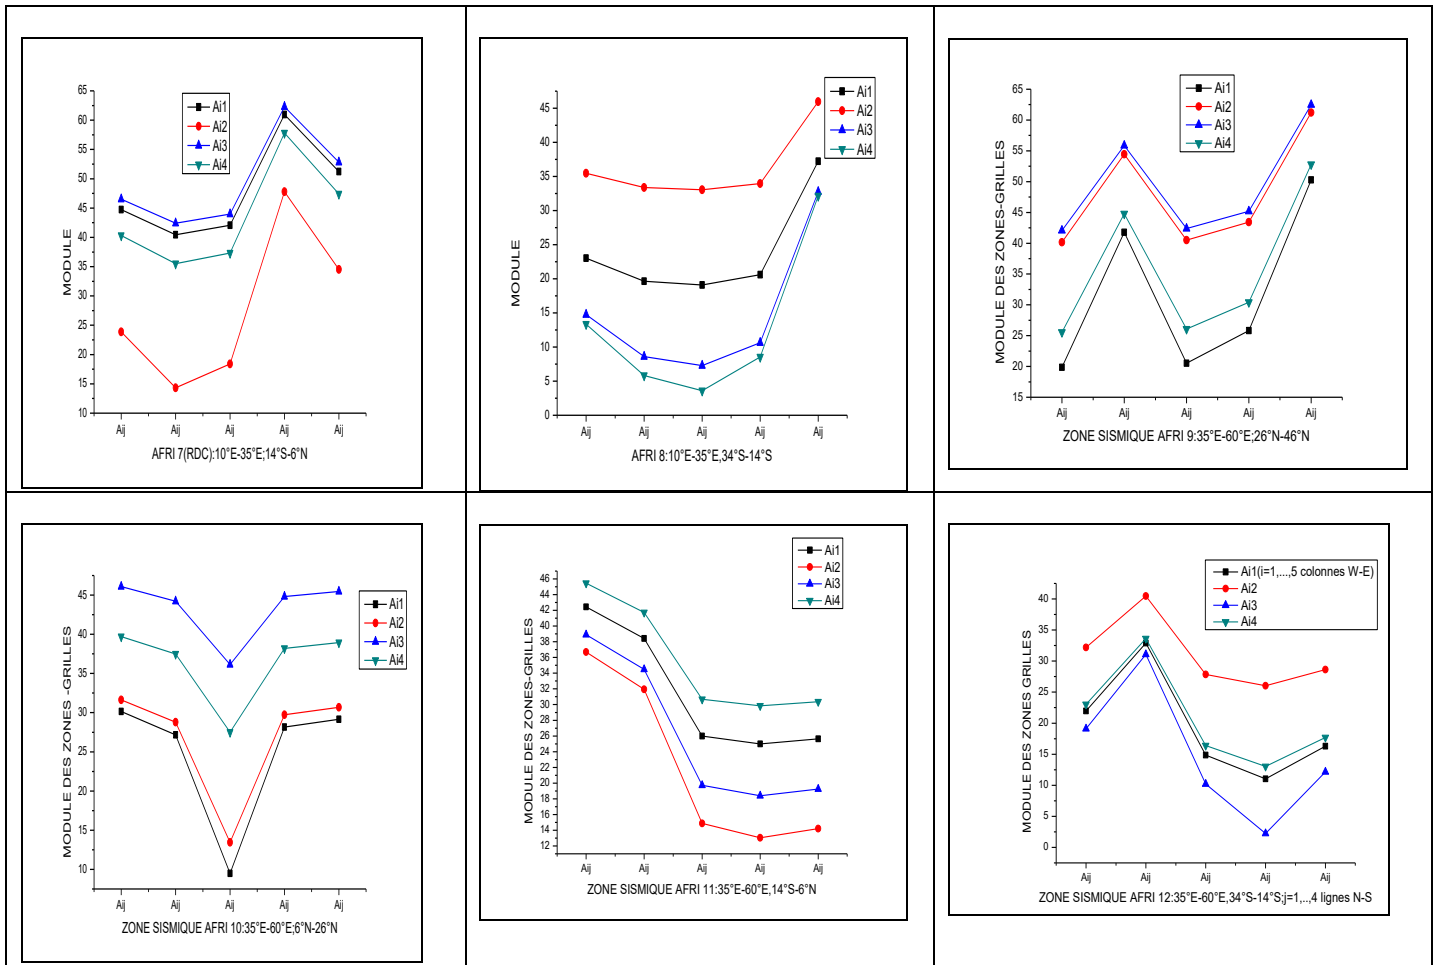 65
60
55
50
45
40
35
30
25
20
15
10
MODULE
Ai1
Ai2
Ai3
Ai4
Aij Aij Aij Aij Aij
AFRI 7(RDC):10°E-35°E;14°S-6°N
45
40
35
30
25
20
15
10
5
0
MODULE
Ai1
Ai2
Ai3
Ai4
Aij Aij Aij Aij Aij
AFRI 8:10°E-35°E,34°S-14°S
65
60
55
50
45
40
35
30
25
20
15
MODULE DES ZONES-GRILLES
Ai1
Ai2
Ai3
Ai4
Aij Aij Aij Aij Aij
ZONE SISMIQUE AFRI 9:35°E-60°E;26°N-46°N
45
40
35
30
25
20
15
10
MODULE DES ZONES -GRILLES
Ai1
Ai2
Ai3
Ai4
Aij Aij Aij Aij Aij
ZONE SISMIQUE AFRI 10:35°E-60°E;6°N-26°N
46
44
42
40
38
36
34
32
30
28
26
24
22
20
18
16
14
12
MODULE DES ZONES-GRILLES
Ai1
Ai2
Ai3
Ai4
Aij Aij Aij Aij Aij
ZONE SISMIQUE AFRI 11:35°E-60°E,14°S-6°N
40
35
30
25
20
15
10
5
0
MODULE DES ZONES GRILLES
Ai1(i=1,...,5 colonnes W-E)
Ai2
Ai3
Ai4
Aij Aij Aij Aij Aij
ZONE SISMIQUE AFRI 12:35°E-60°E,34°S-14°S;j=1,..,4 lignes N-S